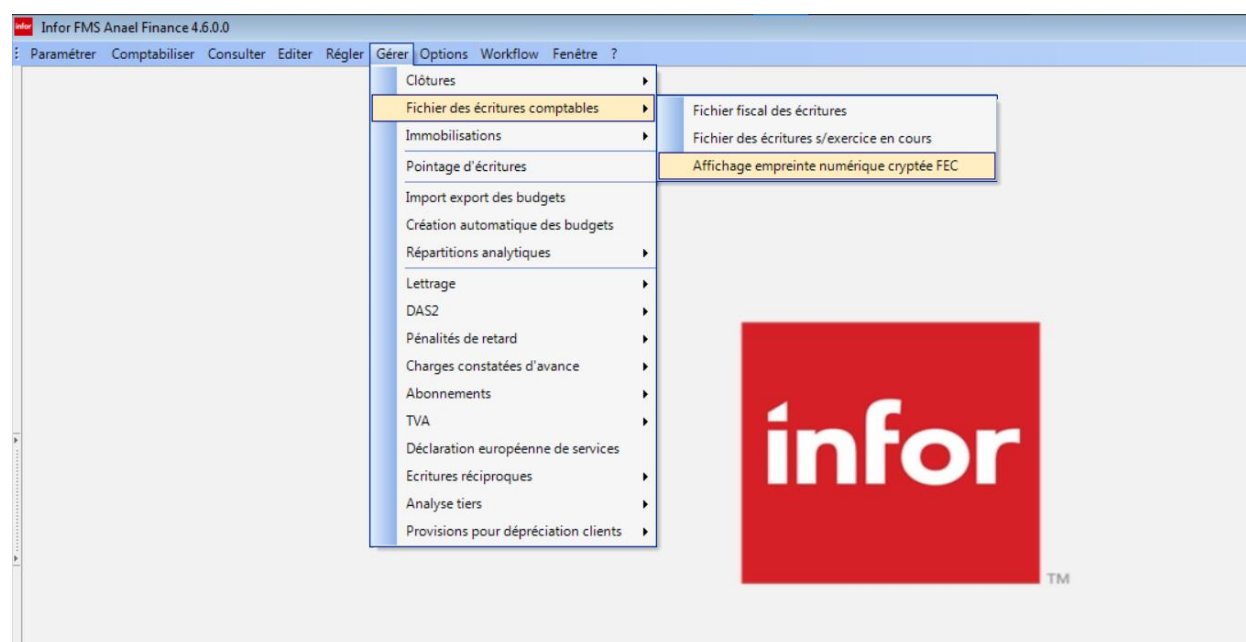 infor Infor FMS Anael Finance 4.6.0.0
Paramétrer Comptabiliser Consulter Editer Régler Gérer Options Workflow Fenêtre ?
Clôtures
Fichier des écritures comptables
Immobilisations
Pointage d'écritures
Import export des budgets
Création automatique des budgets
Répartitions analytiques
Lettrage
DAS2
Pénalités de retard
Charges constatées d'avance
Abonnements
TVA
Déclaration européenne de services
Ecritures réciproques
Analyse tiers
Provisions pour dépréciation clients
Fichier fiscal des écritures
Fichier des écritures s/exercice en cours
Affichage empreinte numérique cryptée FEC
infor
TM